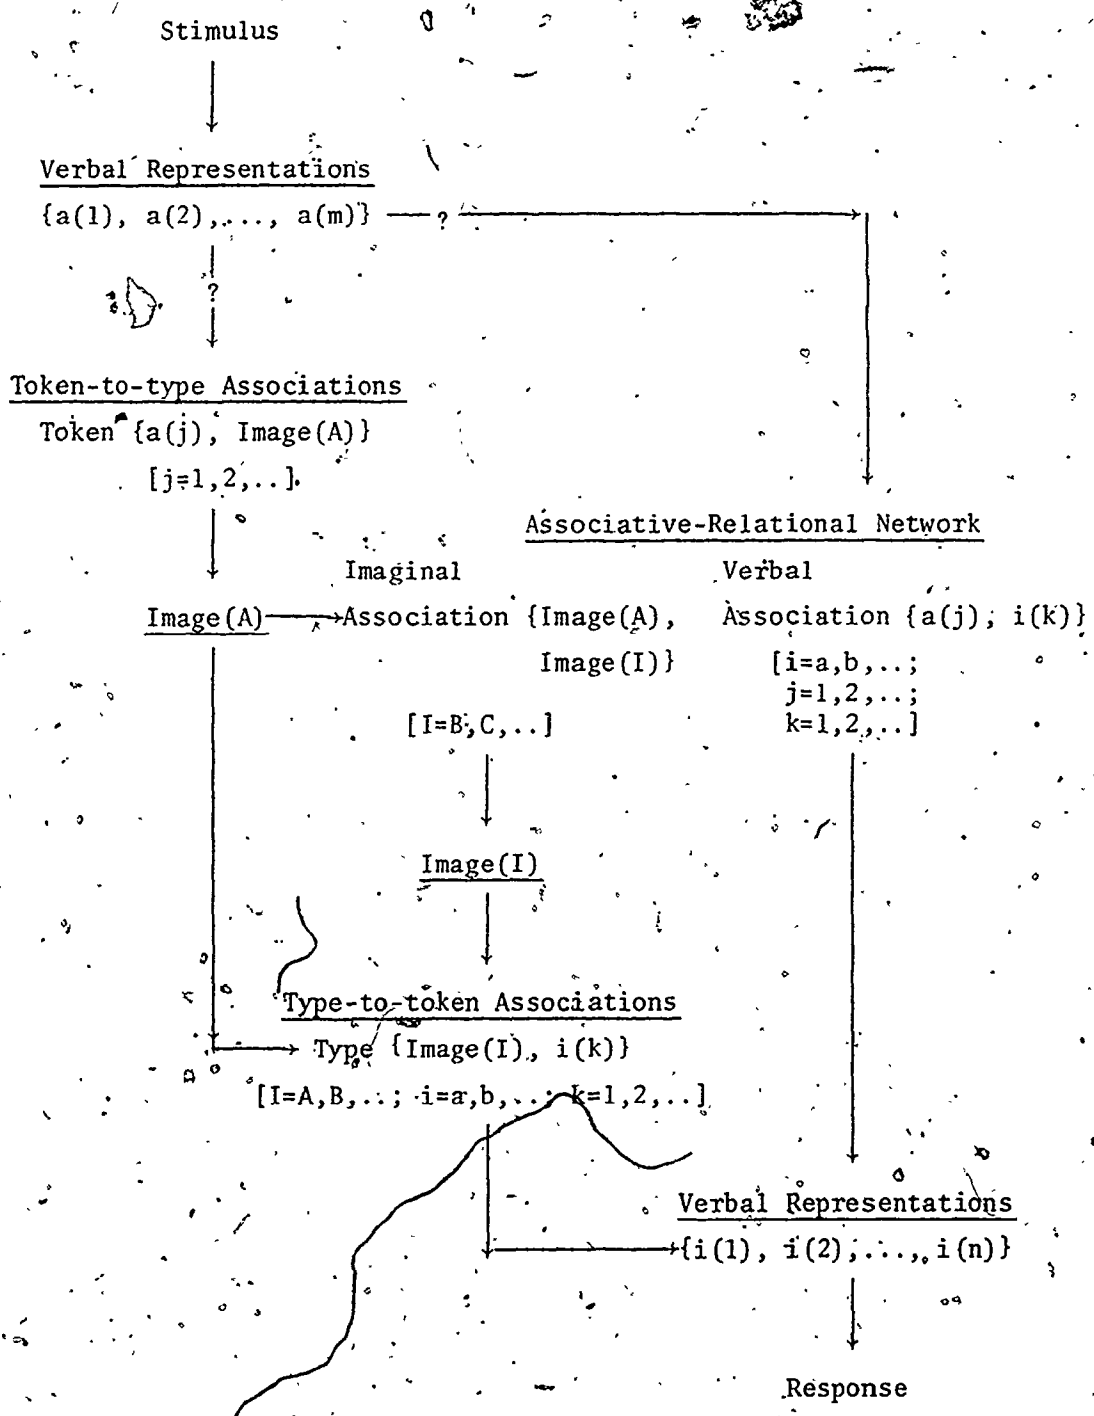 Stimulus
Verbal Representations
{a(1), a(2),..., a(m)} ?
?
Token-to-type Associations
Token {a(j), Image(A)}
[j=1,2,..]
Associative-Relational Network
Imaginal Verbal
Image(A) Association {Image(A), Association {a(j), i(k)}
Image(I)} [i=a,b,..;
j=1,2,..;
[I=B,C,..] k=1,2,..]
Image(I)
Type-to-token Associations
Type {Image(I), i(k)}
[I=A,B,..; i=a,b,..; k=1,2,..]
Verbal Representations
{i(1), i(2),..., i(n)}
Response